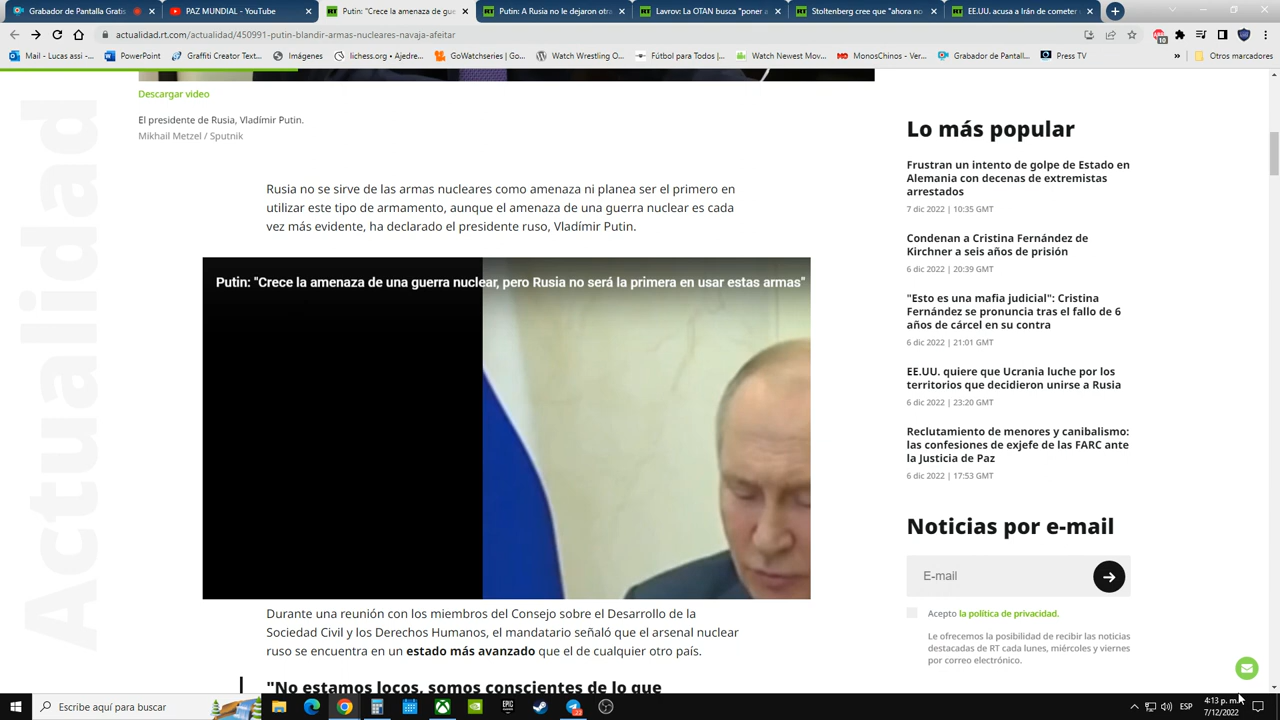 Grabador de Pantalla Gratis
PAZ MUNDIAL - YouTube
Putin: "Crece la amenaza de gue
Putin: A Rusia no le dejaron otra
Lavrov: La OTAN busca "poner a
Stoltenberg cree que "ahora no
EE.UU. acusa a Irán de cometer
actualidad.rt.com/actualidad/450991-putin-blandir-armas-nucleares-navaja-afeitar
10
Mail - Lucas assi -...
PowerPoint
Graffiti Creator Text...
lichess.org • Ajedre...
GoWatchseries | W...
Watch Wrestling O...
Fútbol para Todos |...
Watch Newest Mov...
MonosChinos - Ver...
Grabador de Pantal...
Press TV
»
Otros marcadores
Actualidad
Descargar video
El presidente de Rusia, Vladímir Putin.
Mikhail Metzel / Sputnik
Rusia no se sirve de las armas nucleares como amenaza ni planea ser el primero en
utilizar este tipo de armamento, aunque el amenaza de una guerra nuclear es cada
vez más evidente, ha declarado el presidente ruso, Vladímir Putin.
Putin: "Crece la amenaza de una guerra nuclear, pero Rusia no será la primera en usar estas armas"
Durante una reunión con los miembros del Consejo sobre el Desarrollo de la
Sociedad Civil y los Derechos Humanos, el mandatario señaló que el arsenal nuclear
ruso se encuentra en un estado más avanzado que el de cualquier otro país.
"No estamos locos, somos conscientes de lo que
Lo más popular
Frustran un intento de golpe de Estado en
Alemania con decenas de extremistas
arrestados
7 dic 2022 | 10:35 GMT
Condenan a Cristina Fernández de
Kirchner a seis años de prisión
6 dic 2022 | 20:39 GMT
"Esto es una mafia judicial": Cristina
Fernández se pronuncia tras el fallo de 6
años de cárcel en su contra
6 dic 2022 | 21:01 GMT
EE.UU. quiere que Ucrania luche por los
territorios que decidieron unirse a Rusia
6 dic 2022 | 23:20 GMT
Reclutamiento de menores y canibalismo:
las confesiones de exjefe de las FARC ante
la Justicia de Paz
6 dic 2022 | 17:53 GMT
Noticias por e-mail
E-mail
Acepto la política de privacidad.
Le ofrecemos la posibilidad de recibir las noticias
destacadas de RT cada lunes, miércoles y viernes
por correo electrónico.
Escribe aquí para buscar
ESP
4:13 p. m.
7/12/2022